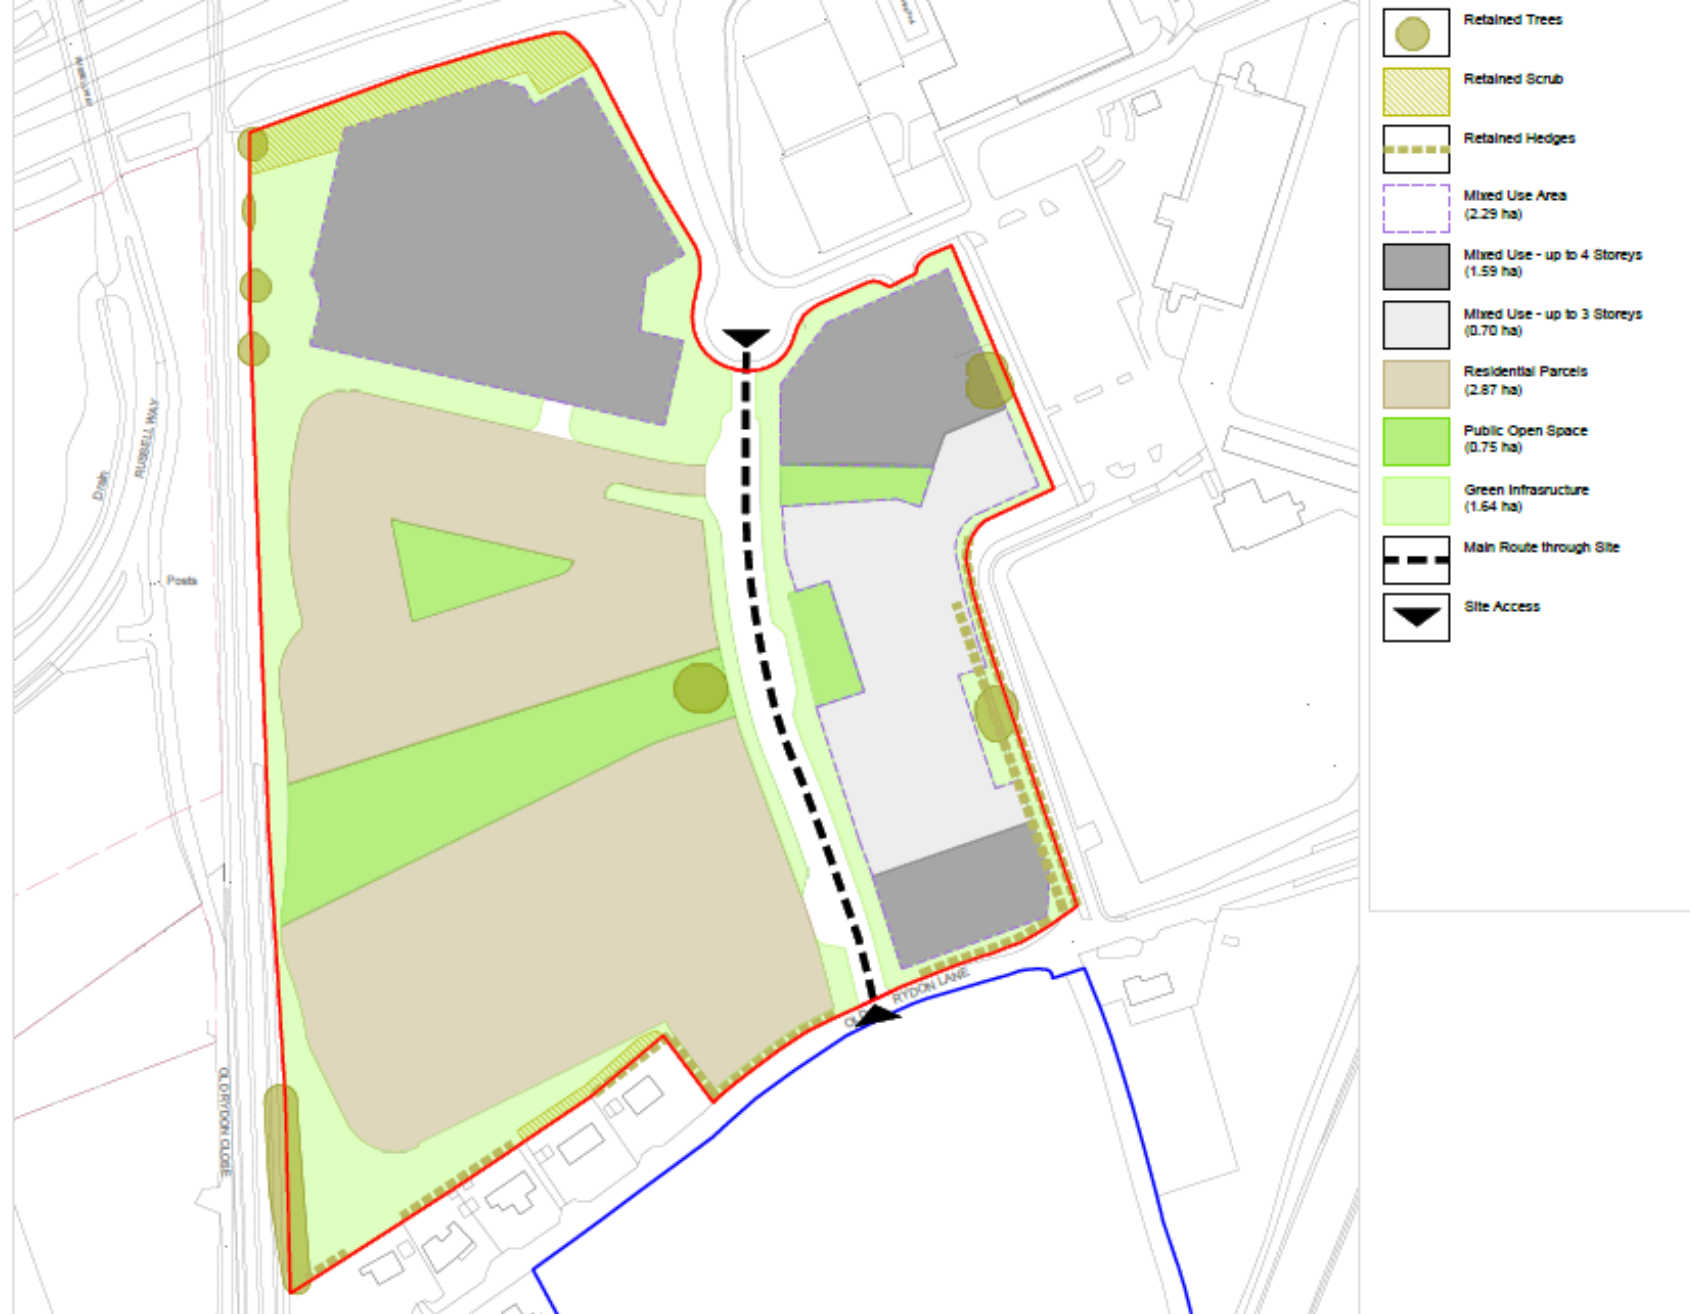 Retained Trees
Retained Scrub
Retained Hedges
Mixed Use Area
(2.29 ha)
Mixed Use - up to 4 Storeys
(1.59 ha)
Mixed Use - up to 3 Storeys
(0.70 ha)
Residential Parcels
(2.87 ha)
Public Open Space
(0.75 ha)
Green Infrasructure
(1.64 ha)
Main Route through Site
Site Access
RUSSELL WAY
Drain
Posts
OLD RYDON CLOSE
OLD RYDON LANE